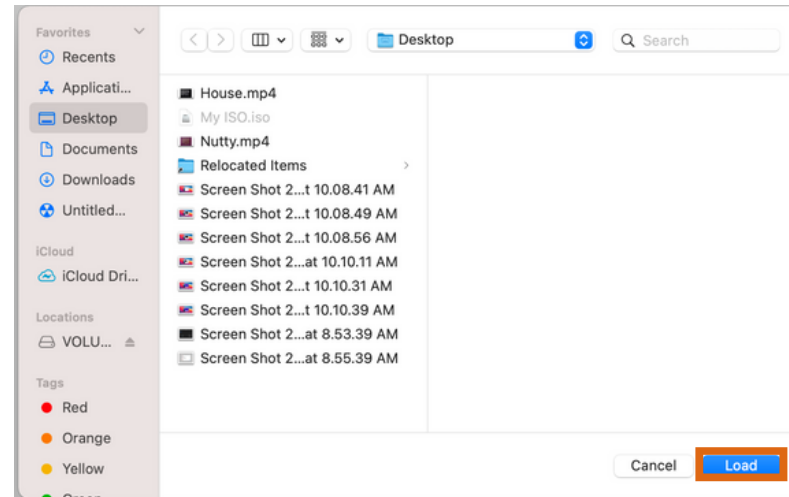 Favorites
Recents
Applicati...
Desktop
Documents
Downloads
Untitled...
iCloud
iCloud Dri...
Locations
VOLU...
Tags
Red
Orange
Yellow
Green
Desktop
Search
House.mp4
My ISO.iso
Nutty.mp4
Relocated Items
Screen Shot 2...t 10.08.41 AM
Screen Shot 2...t 10.08.49 AM
Screen Shot 2...t 10.08.56 AM
Screen Shot 2...at 10.10.11 AM
Screen Shot 2...t 10.10.31 AM
Screen Shot 2...t 10.10.39 AM
Screen Shot 2...at 8.53.39 AM
Screen Shot 2...at 8.55.39 AM
Cancel Load